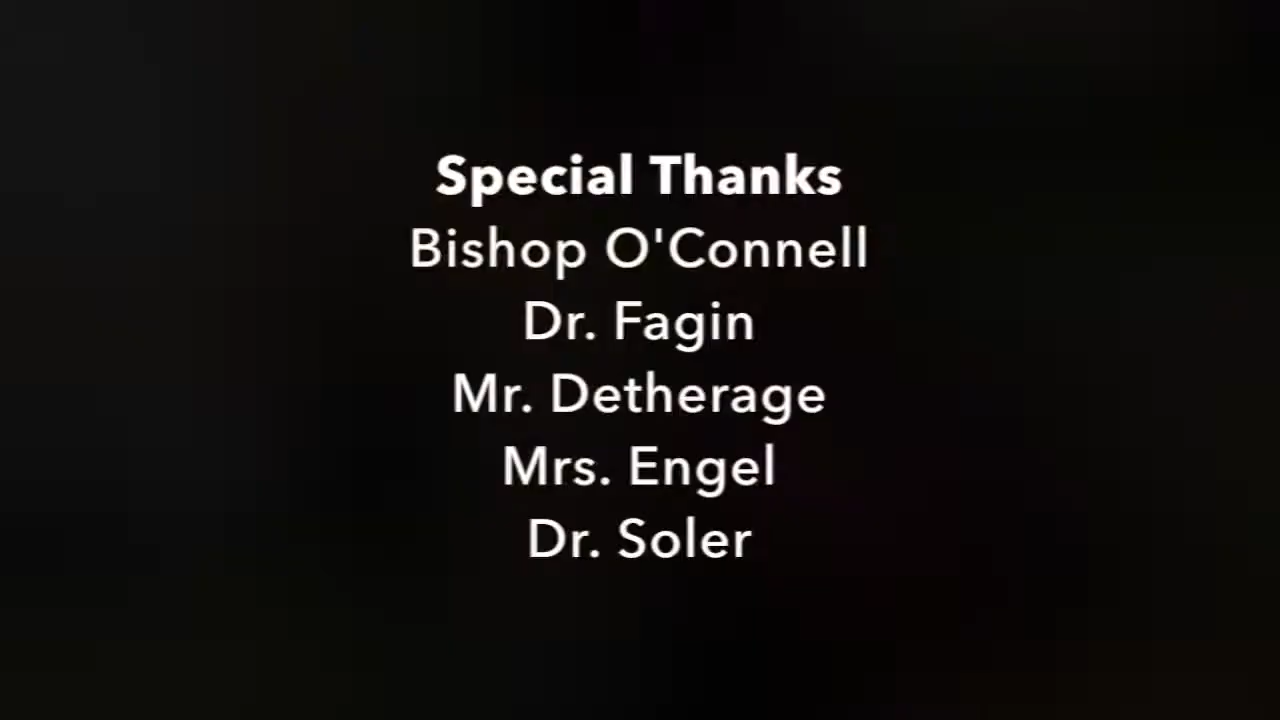 Special Thanks
Bishop O'Connell
Dr. Fagin
Mr. Detherage
Mrs. Engel
Dr. Soler